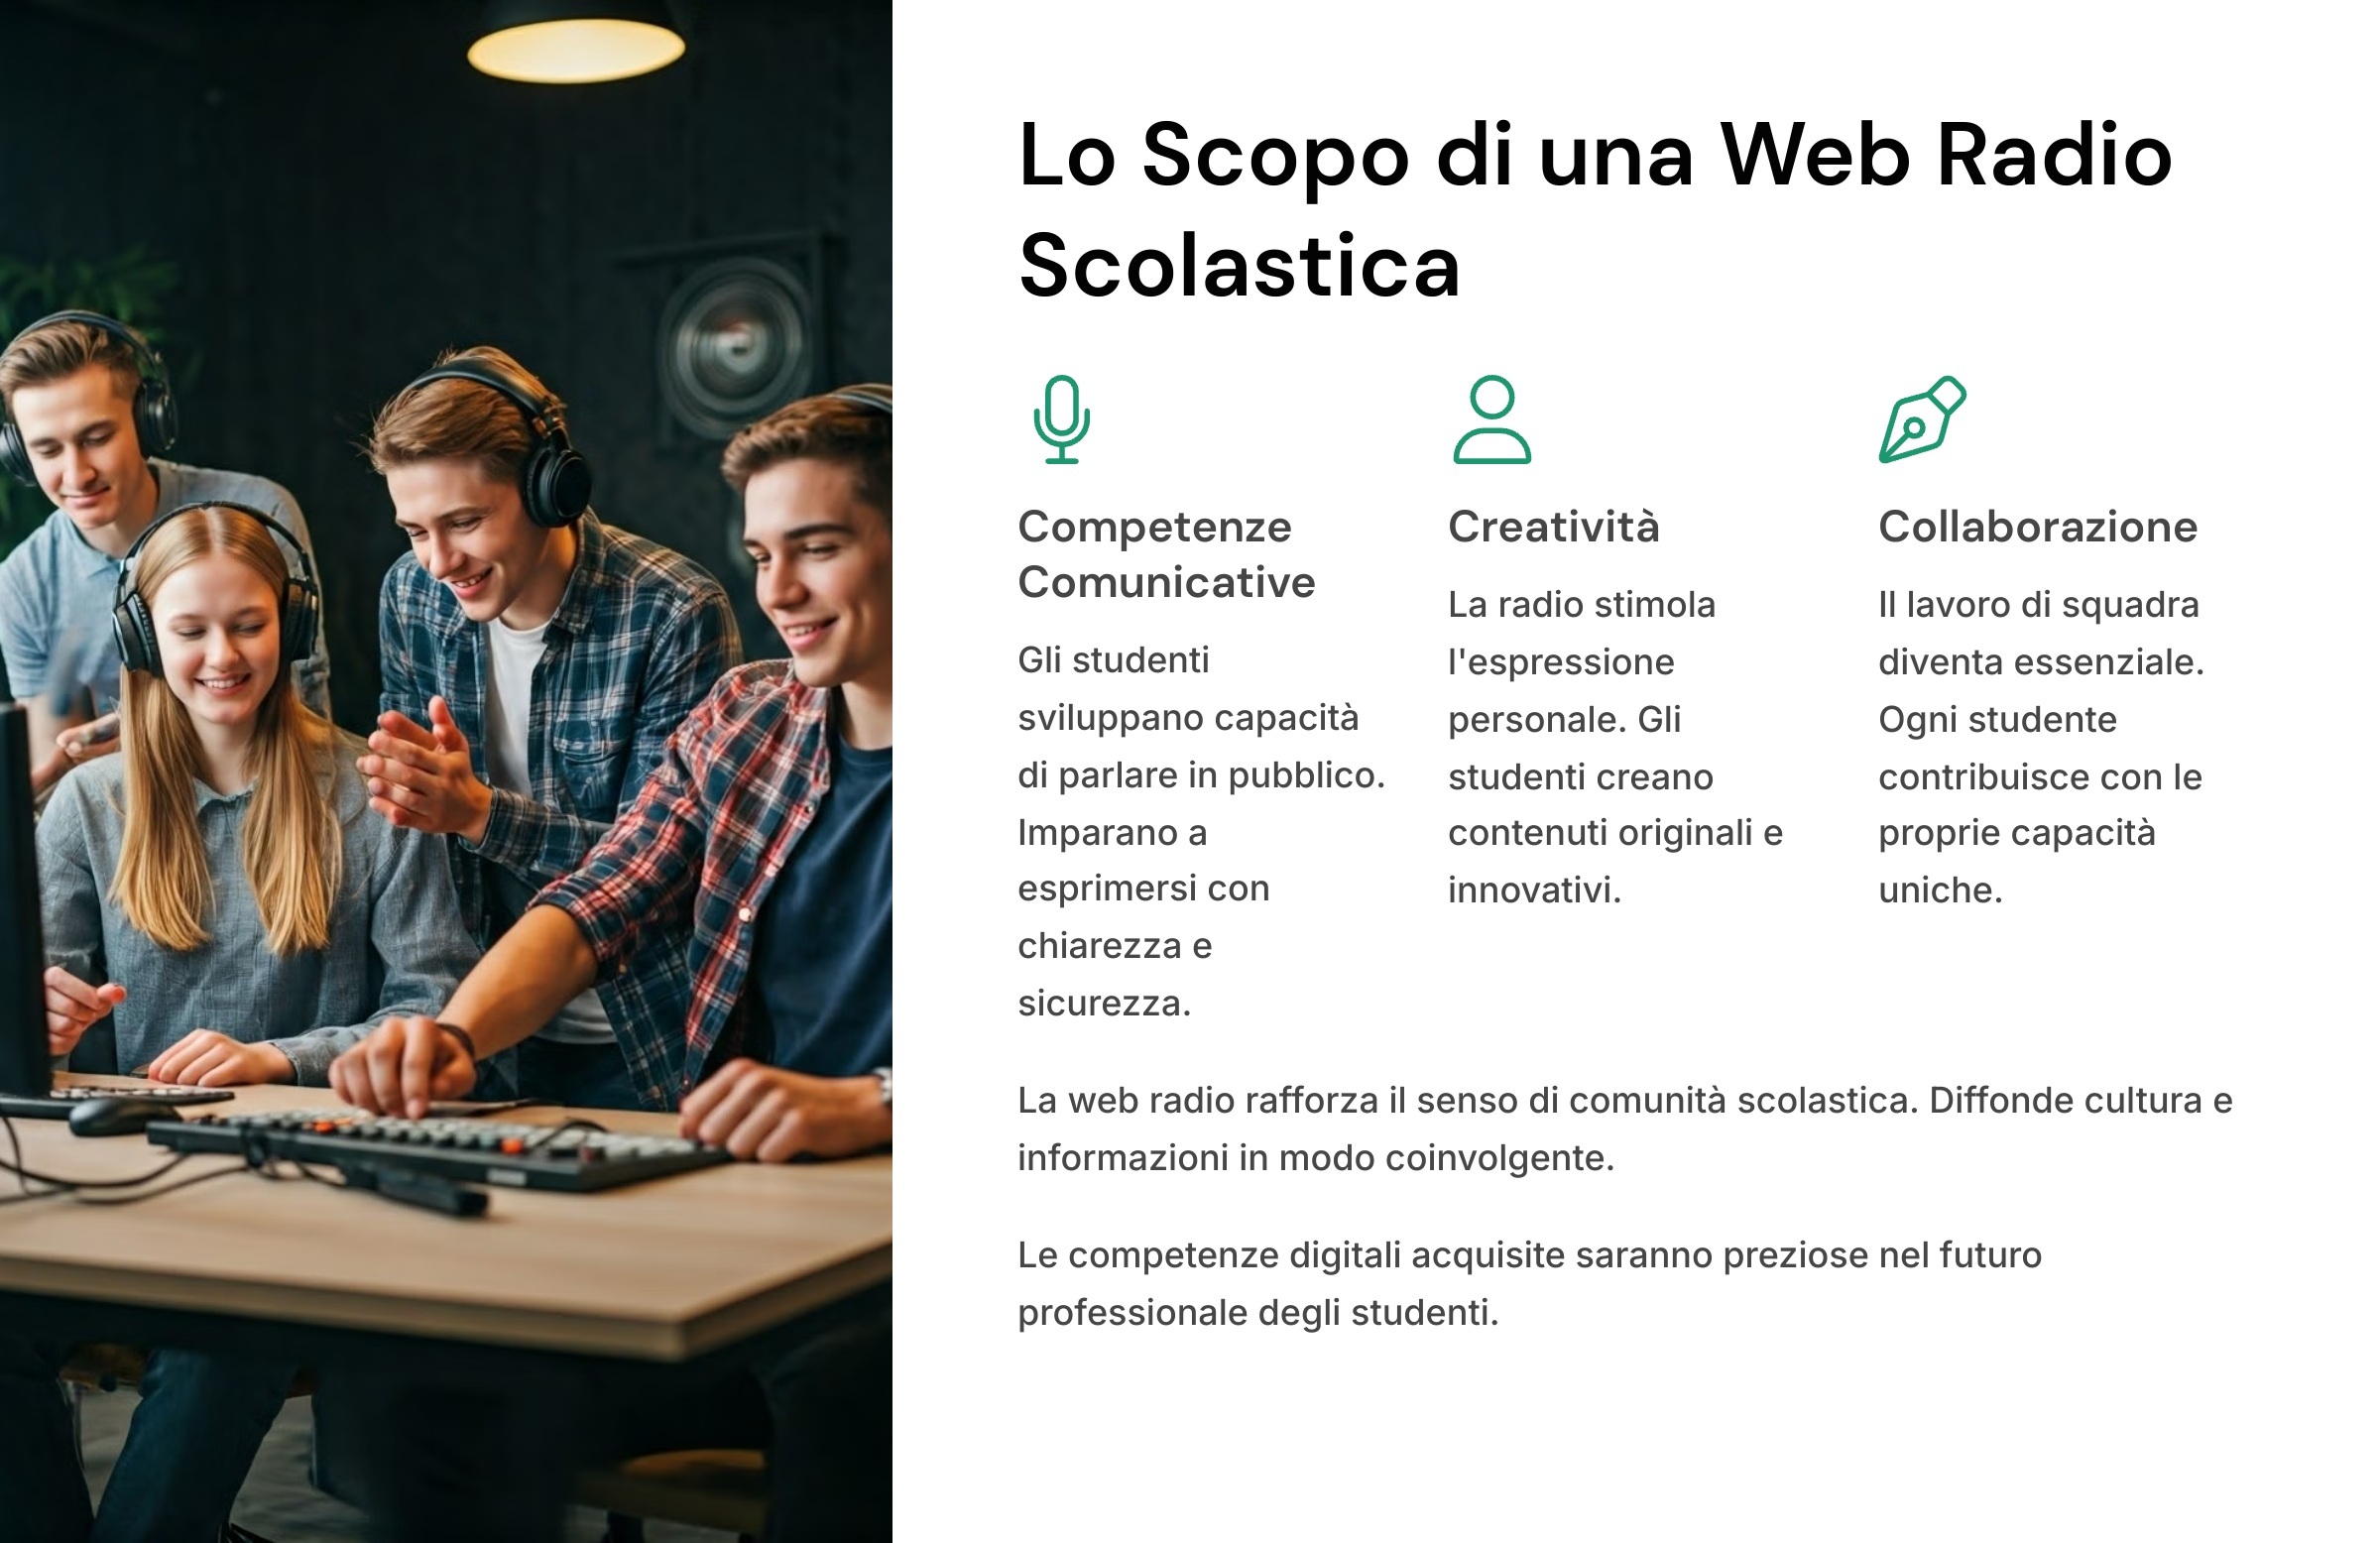 Lo Scopo di una Web Radio
Scolastica
Competenze
Comunicative
Gli studenti
sviluppano capacità
di parlare in pubblico.
Imparano a
esprimersi con
chiarezza e
sicurezza.
Creatività
La radio stimola
l'espressione
personale. Gli
studenti creano
contenuti originali e
innovativi.
Collaborazione
Il lavoro di squadra
diventa essenziale.
Ogni studente
contribuisce con le
proprie capacità
uniche.
La web radio rafforza il senso di comunità scolastica. Diffonde cultura e
informazioni in modo coinvolgente.
Le competenze digitali acquisite saranno preziose nel futuro
professionale degli studenti.